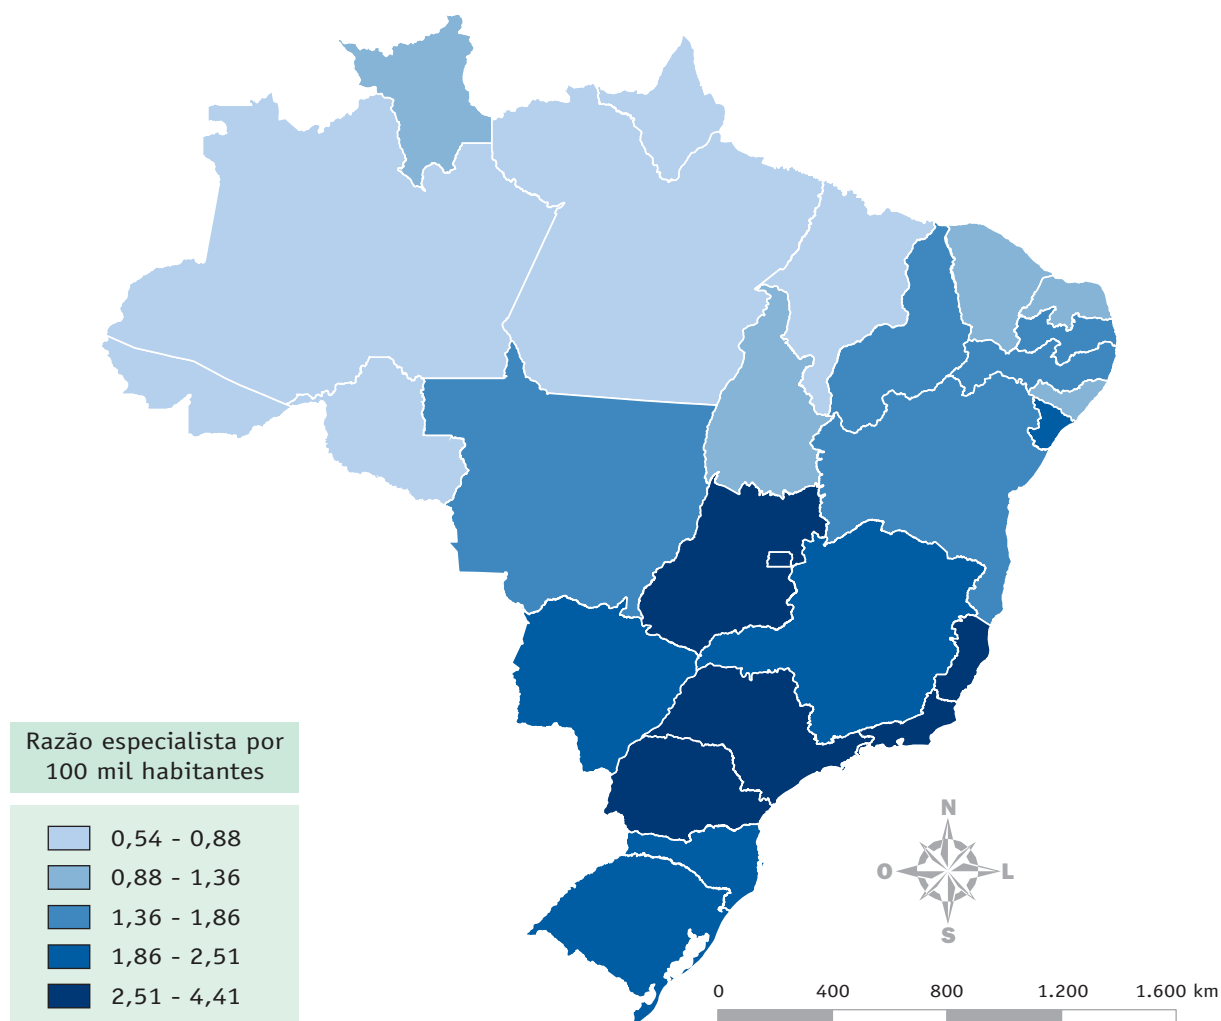 Razão especialista por
100 mil habitantes
0,54 - 0,88
0,88 - 1,36
1,36 - 1,86
1,86 - 2,51
2,51 - 4,41
N
O
L
S
0 400 800 1.200 1.600 km